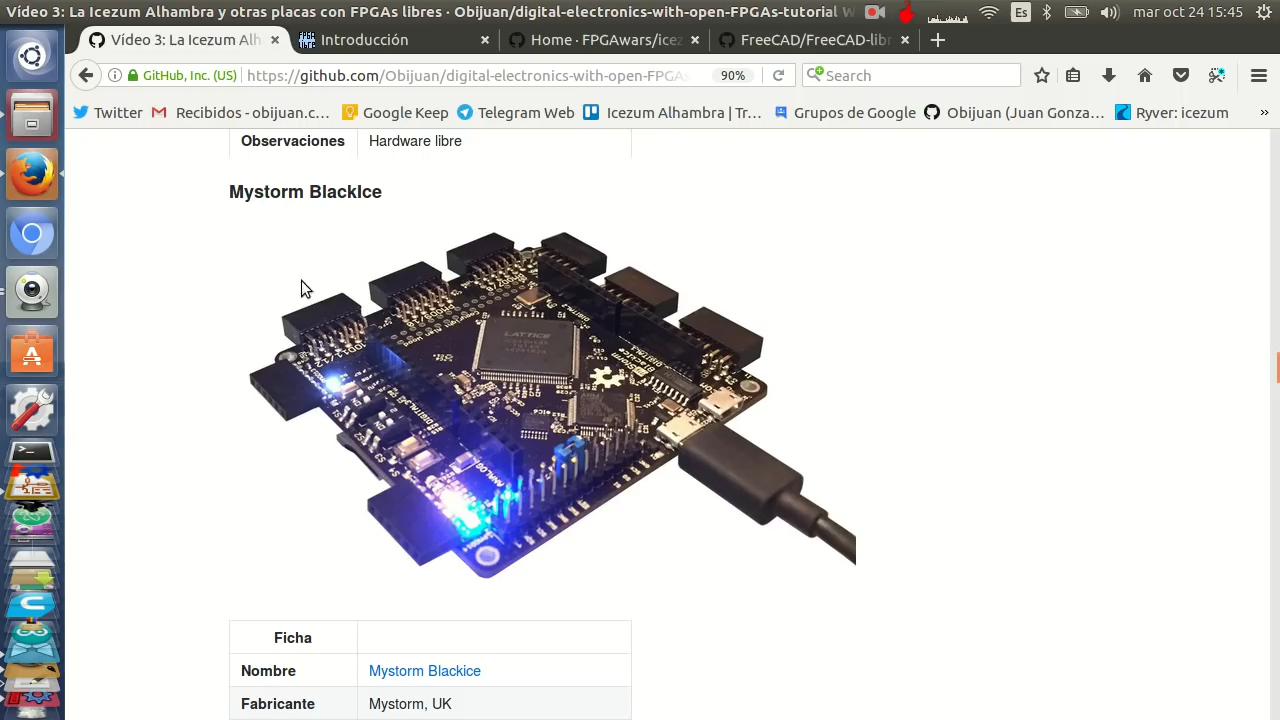 Vídeo 3: La Icezum Alhambra y otras placas con FPGAs libres · Obijuan/digital-electronics-with-open-FPGAs-tutorial W
Es
mar oct 24 15:45
Vídeo 3: La Icezum Alh
Introducción
Home · FPGAwars/icez
FreeCAD/FreeCAD-libr
GitHub, Inc. (US)
https://github.com/Obijuan/digital-electronics-with-open-FPGAs
90%
Search
Twitter
Recibidos - obijuan.c...
Google Keep
Telegram Web
Icezum Alhambra | Tr...
Grupos de Google
Obijuan (Juan Gonza...
Ryver: icezum
»
Observaciones
Hardware libre
Mystorm BlackIce
LATTICE
Ficha
Nombre
Mystorm Blackice
Fabricante
Mystorm, UK